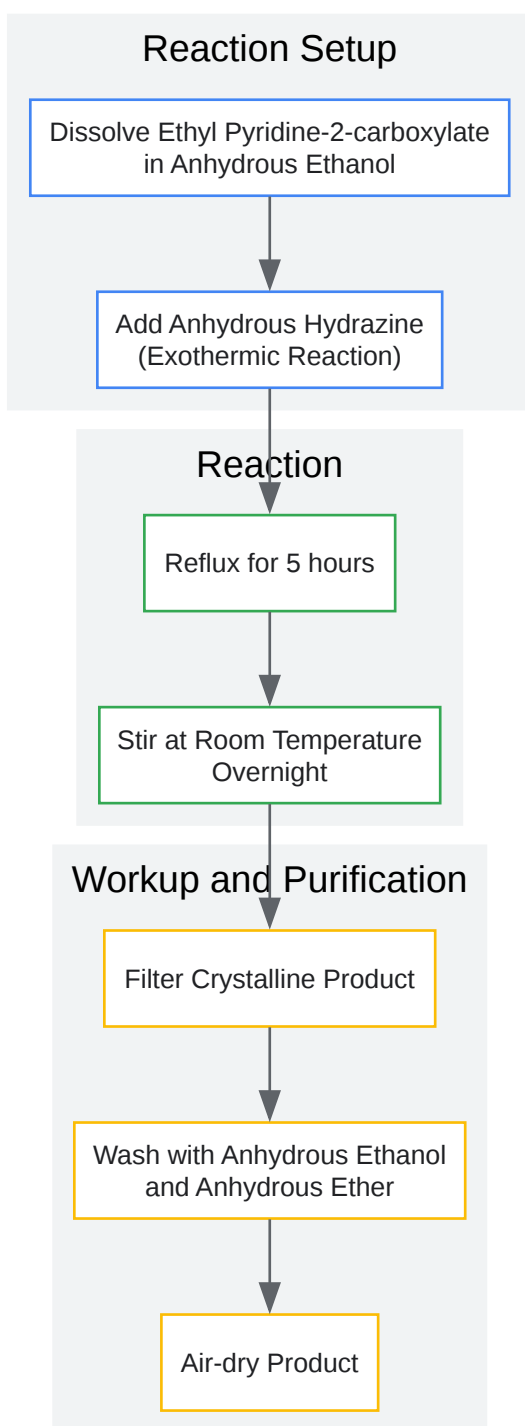 Reaction Setup
Dissolve Ethyl Pyridine-2-carboxylate
in Anhydrous Ethanol
Add Anhydrous Hydrazine
(Exothermic Reaction)
Reaction
Reflux for 5 hours
Stir at Room Temperature
Overnight
Workup and Purification
Filter Crystalline Product
Wash with Anhydrous Ethanol
and Anhydrous Ether
Air-dry Product